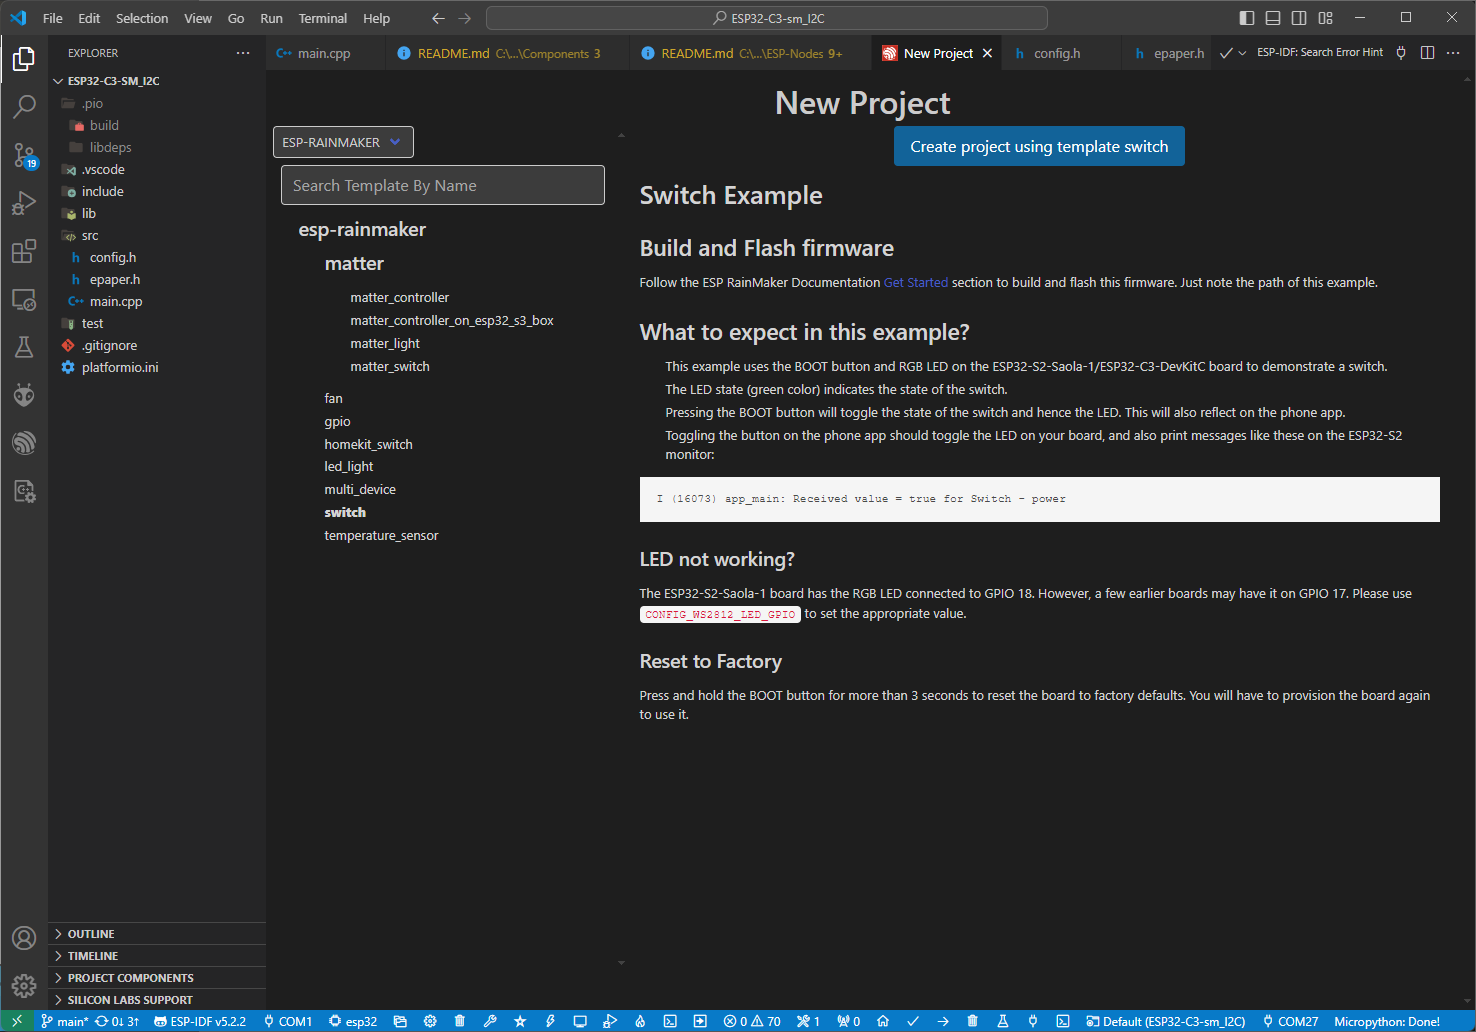 File Edit Selection View Go Run Terminal Help
ESP32-C3-sm_I2C
EXPLORER
main.cpp
README.md C:\...\Components 3
README.md C:\...\ESP-Nodes 9+
New Project
config.h
epaper.h
ESP-IDF: Search Error Hint
ESP32-C3-SM_I2C
.pio
build
libdeps
.vscode
include
lib
src
h config.h
h epaper.h
C++ main.cpp
test
.gitignore
platformio.ini
19
OUTLINE
TIMELINE
PROJECT COMPONENTS
SILICON LABS SUPPORT
New Project
ESP-RAINMAKER
Create project using template switch
Search Template By Name
esp-rainmaker
matter
matter_controller
matter_controller_on_esp32_s3_box
matter_light
matter_switch
fan
gpio
homekit_switch
led_light
multi_device
switch
temperature_sensor
Switch Example
Build and Flash firmware
Follow the ESP RainMaker Documentation Get Started section to build and flash this firmware. Just note the path of this example.
What to expect in this example?
This example uses the BOOT button and RGB LED on the ESP32-S2-Saola-1/ESP32-C3-DevKitC board to demonstrate a switch.
The LED state (green color) indicates the state of the switch.
Pressing the BOOT button will toggle the state of the switch and hence the LED. This will also reflect on the phone app.
Toggling the button on the phone app should toggle the LED on your board, and also print messages like these on the ESP32-S2
monitor:
I (16073) app_main: Received value = true for Switch - power
LED not working?
The ESP32-S2-Saola-1 board has the RGB LED connected to GPIO 18. However, a few earlier boards may have it on GPIO 17. Please use
CONFIG_WS2812_LED_GPIO to set the appropriate value.
Reset to Factory
Press and hold the BOOT button for more than 3 seconds to reset the board to factory defaults. You will have to provision the board again
to use it.
main* 0↓ 3↑ ESP-IDF v5.2.2 COM1 esp32 0 70 1 0 Default (ESP32-C3-sm_I2C) COM27 Micropython: Done!